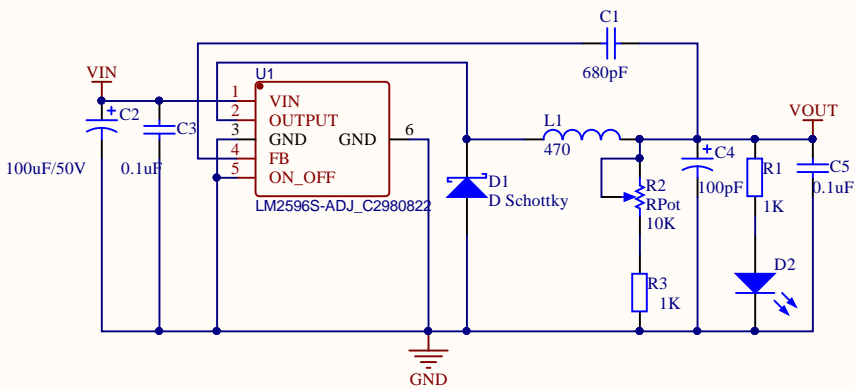 C1
680pF
VIN
U1
C2
100uF/50V
C3
0.1uF
1
2
3
4
5
VIN
OUTPUT
GND
FB
ON_OFF
GND
6
LM2596S-ADJ_C2980822
L1
470
D1
D Schottky
R2
RPot
10K
R3
1K
C4
100pF
R1
1K
D2
VOUT
C5
0.1uF
GND